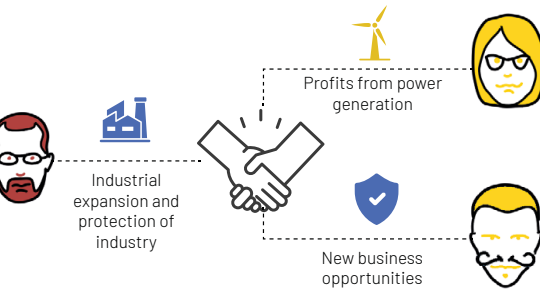 Profits from power
generation
Industrial
expansion and
protection of
industry
New business
opportunities